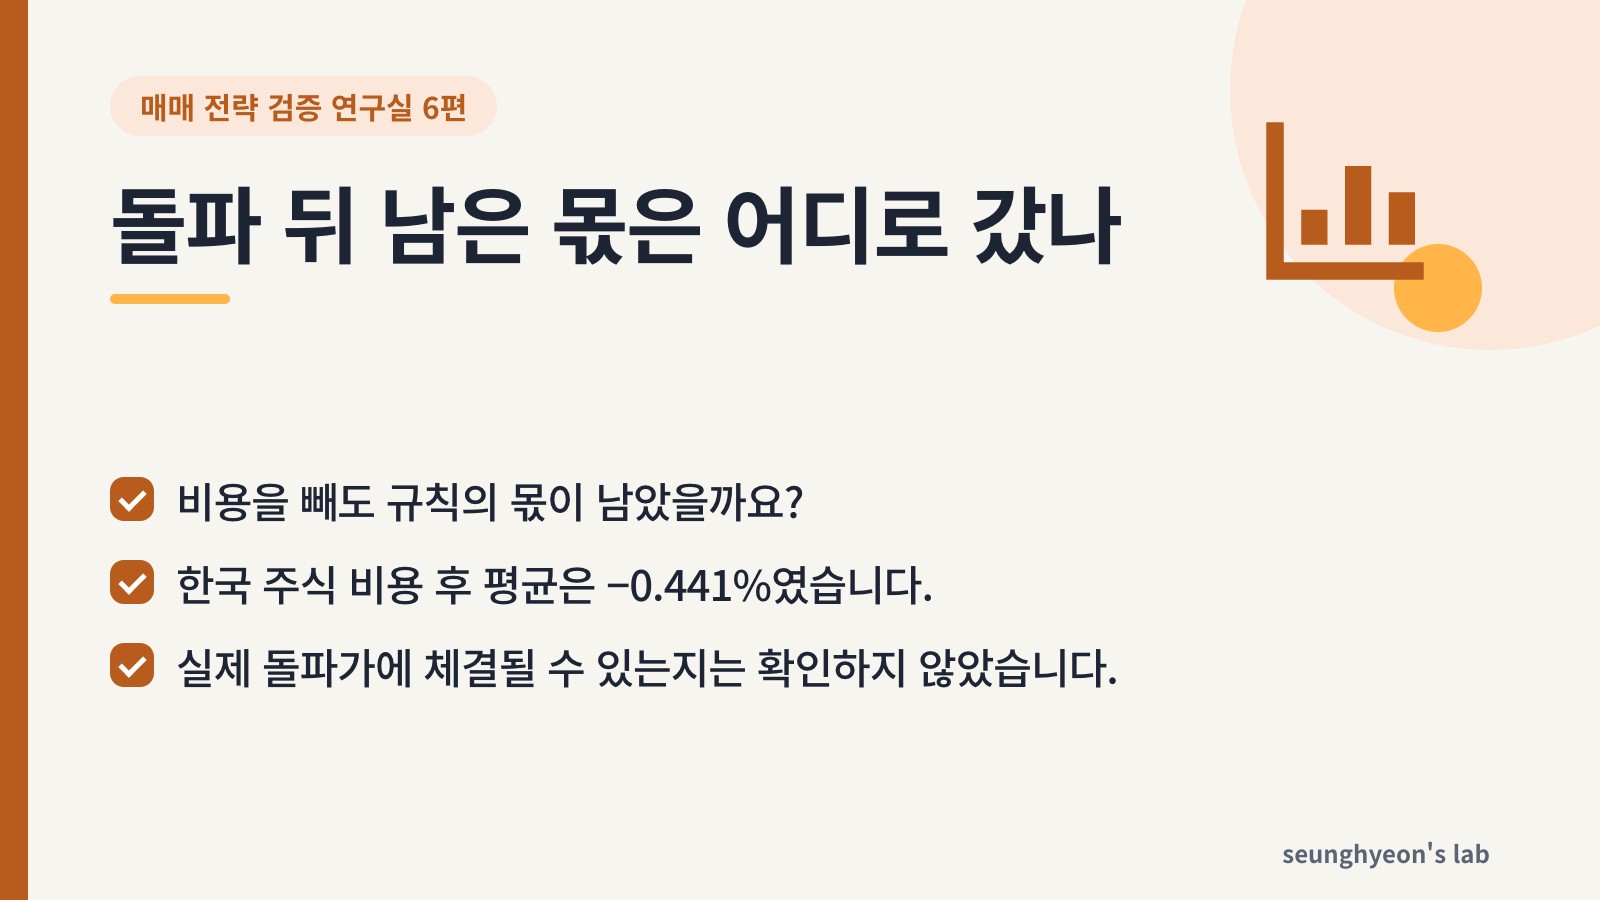 매매 전략 검증 연구실 6편
돌파 뒤 남은 몫은 어디로 갔나
비용을 빼도 규칙의 몫이 남았을까요?
한국 주식 비용 후 평균은 −0.441%였습니다.
실제 돌파가에 체결될 수 있는지는 확인하지 않았습니다.
seunghyeon's lab